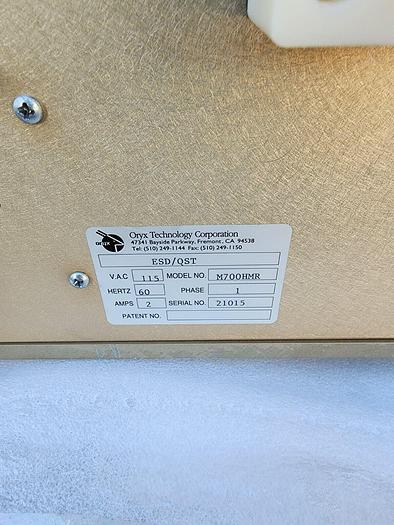 ORYX
Oryx Technology Corporation
47341 Bayside Parkway, Fremont, CA 94538
Tel: (510) 249-1144 Fax: (510) 249-1150
ESD/QST
V.A.C 115 MODEL NO. M700HMR
HERTZ 60 PHASE 1
AMPS 2 SERIAL NO. 21015
PATENT NO.